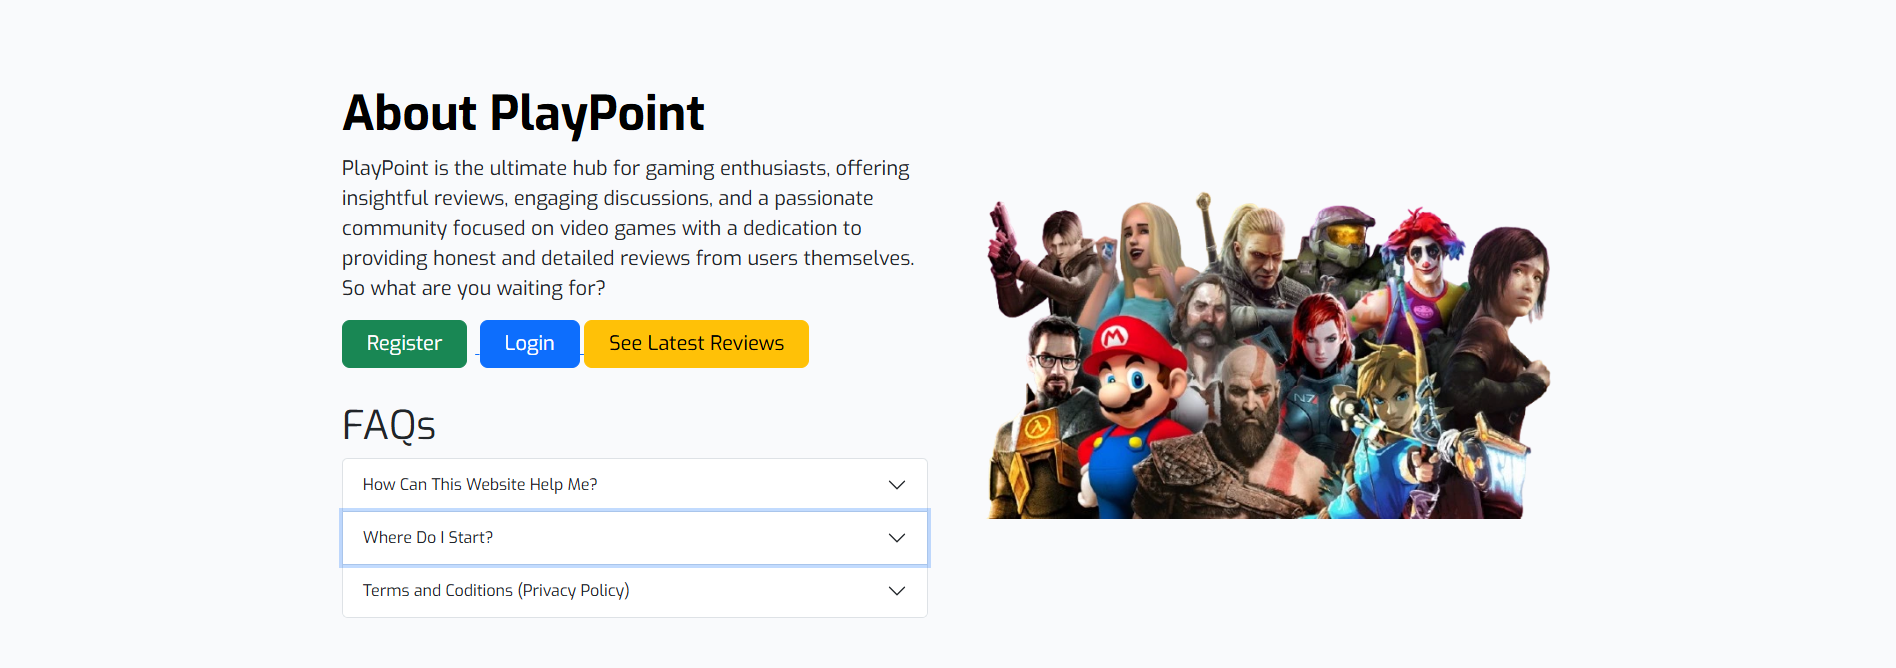 About PlayPoint
PlayPoint is the ultimate hub for gaming enthusiasts, offering
insightful reviews, engaging discussions, and a passionate
community focused on video games with a dedication to
providing honest and detailed reviews from users themselves.
So what are you waiting for?
Register Login See Latest Reviews
FAQs
How Can This Website Help Me?
Where Do I Start?
Terms and Coditions (Privacy Policy)
M
N7